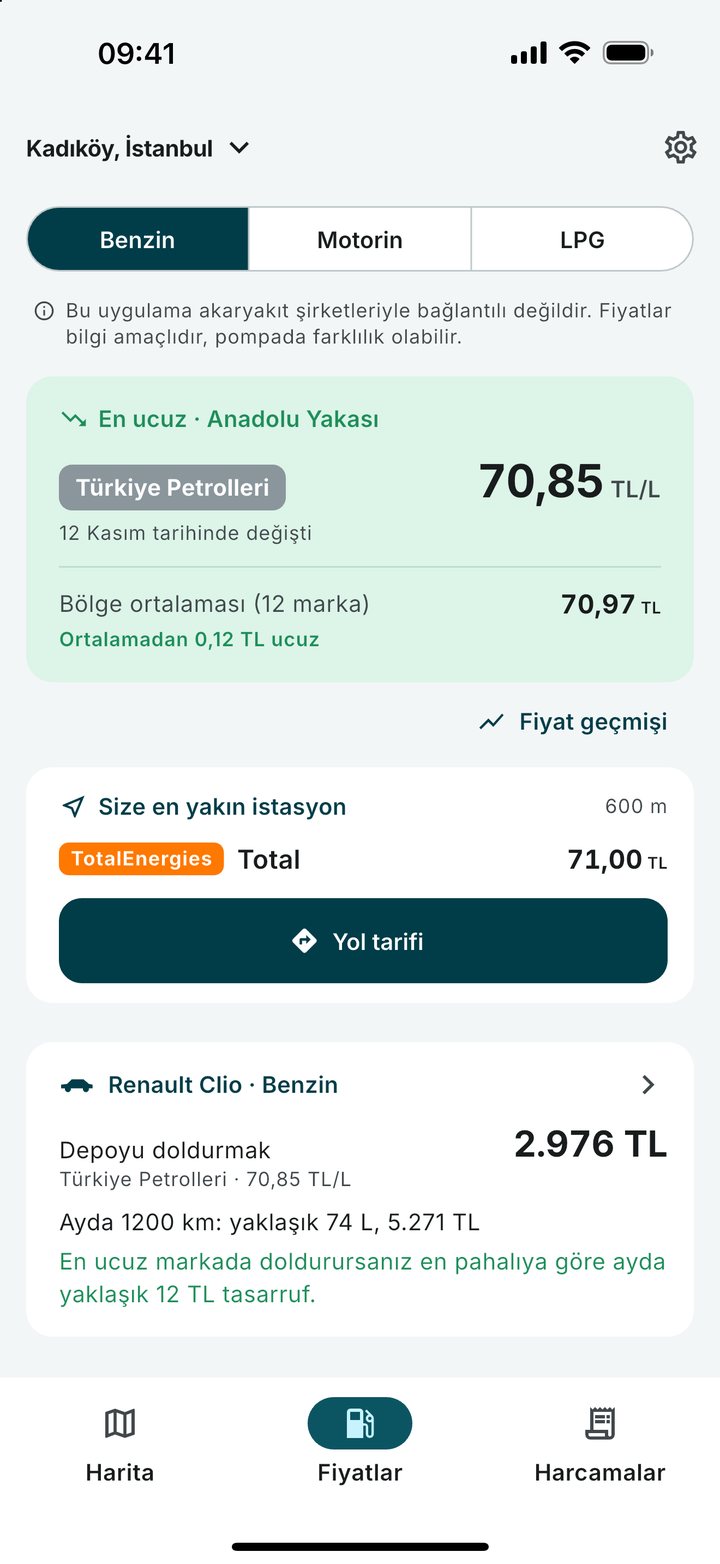 09:41
Kadıköy, İstanbul
Benzin
Motorin
LPG
Bu uygulama akaryakıt şirketleriyle bağlantılı değildir. Fiyatlar
bilgi amaçlıdır, pompada farklılık olabilir.
En ucuz · Anadolu Yakası
Türkiye Petrolleri
70,85 TL/L
12 Kasım tarihinde değişti
Bölge ortalaması (12 marka)
70,97 TL
Ortalamadan 0,12 TL ucuz
Fiyat geçmişi
Size en yakın istasyon
600 m
TotalEnergies
Total
71,00 TL
Yol tarifi
Renault Clio · Benzin
Depoyu doldurmak
2.976 TL
Türkiye Petrolleri · 70,85 TL/L
Ayda 1200 km: yaklaşık 74 L, 5.271 TL
En ucuz markada doldurursanız en pahalıya göre ayda
yaklaşık 12 TL tasarruf.
Harita
Fiyatlar
Harcamalar